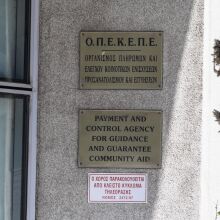 Ο.Π.Ε.Κ.Ε.Π.Ε.
ΟΡΓΑΝΙΣΜΟΣ ΠΛΗΡΩΜΩΝ ΚΑΙ
ΕΛΕΓΧΟΥ ΚΟΙΝΟΤΙΚΩΝ ΕΝΙΣΧΥΣΕΩΝ
ΠΡΟΣΑΝΑΤΟΛΙΣΜΟΥ ΚΑΙ ΕΓΓΥΗΣΕΩΝ
PAYMENT AND
CONTROL AGENCY
FOR GUIDANCE
AND GUARANTEE
COMMUNITY AID
Ο ΧΩΡΟΣ ΠΑΡΑΚΟΛΟΥΘΕΙΤΑΙ
ΑΠΟ ΚΛΕΙΣΤΟ ΚΥΚΛΩΜΑ
ΤΗΛΕΟΡΑΣΗΣ